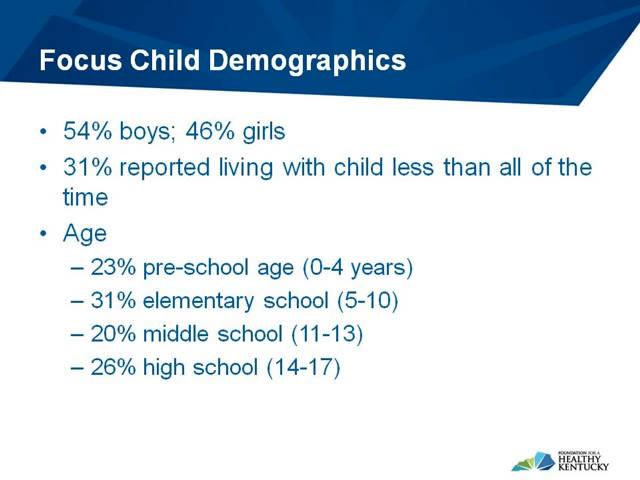 Focus Child Demographics
• 54% boys; 46% girls
• 31% reported living with child less than all of the
time
• Age
– 23% pre-school age (0-4 years)
– 31% elementary school (5-10)
– 20% middle school (11-13)
– 26% high school (14-17)
FOUNDATION FOR A
HEALTHY
KENTUCKY